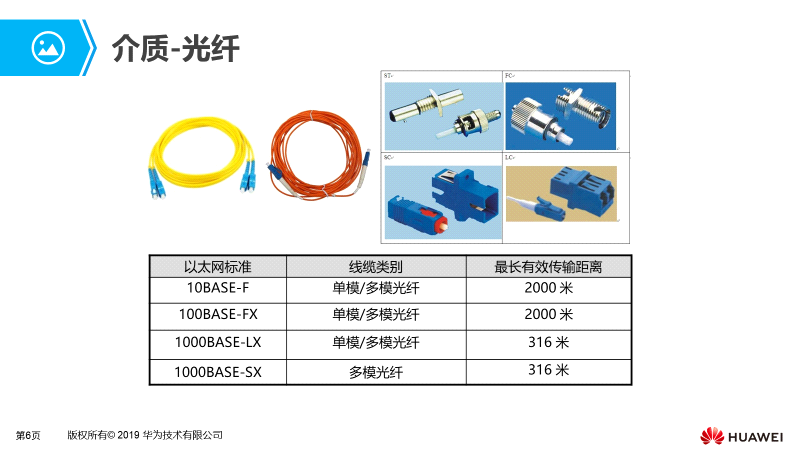 介质-光纤
ST
FC
SC
LC
以太网标准 线缆类别 最长有效传输距离
10BASE-F 单模/多模光纤 2000 米
100BASE-FX 单模/多模光纤 2000 米
1000BASE-LX 单模/多模光纤 316 米
1000BASE-SX 多模光纤 316 米
第6页 版权所有© 2019 华为技术有限公司
HUAWEI